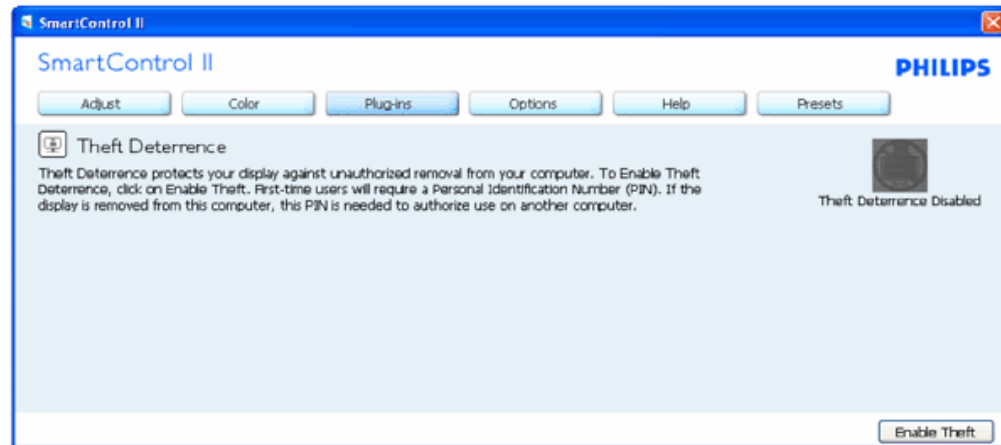 SmartControl II
SmartControl II
PHILIPS
Adjust
Color
Plug-ins
Options
Help
Presets
Theft Deterrence
Theft Deterrence protects your display against unauthorized removal from your computer. To Enable Theft
Deterrence, click on Enable Theft. First-time users will require a Personal Identification Number (PIN). If the
display is removed from this computer, this PIN is needed to authorize use on another computer.
Theft Deterrence Disabled
Enable Theft